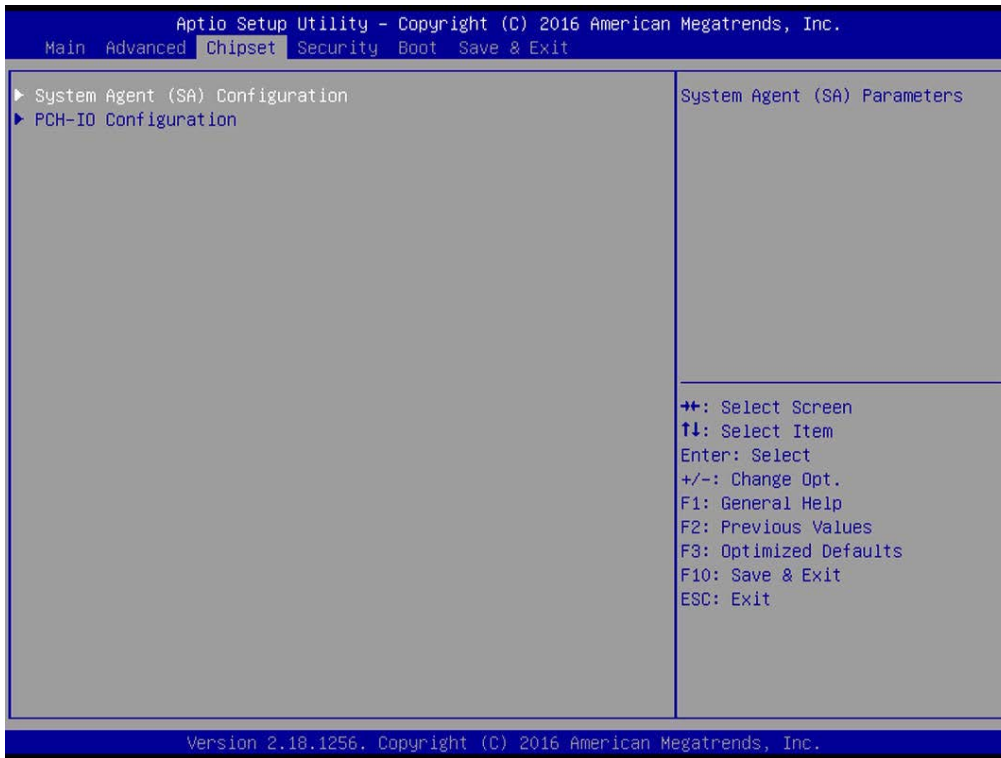 Aptio Setup Utility – Copyright (C) 2016 American Megatrends, Inc.
Main Advanced Chipset Security Boot Save & Exit
▶ System Agent (SA) Configuration
▶ PCH-IO Configuration
System Agent (SA) Parameters
→←: Select Screen
↑↓: Select Item
Enter: Select
+/-: Change Opt.
F1: General Help
F2: Previous Values
F3: Optimized Defaults
F10: Save & Exit
ESC: Exit
Version 2.18.1256. Copyright (C) 2016 American Megatrends, Inc.